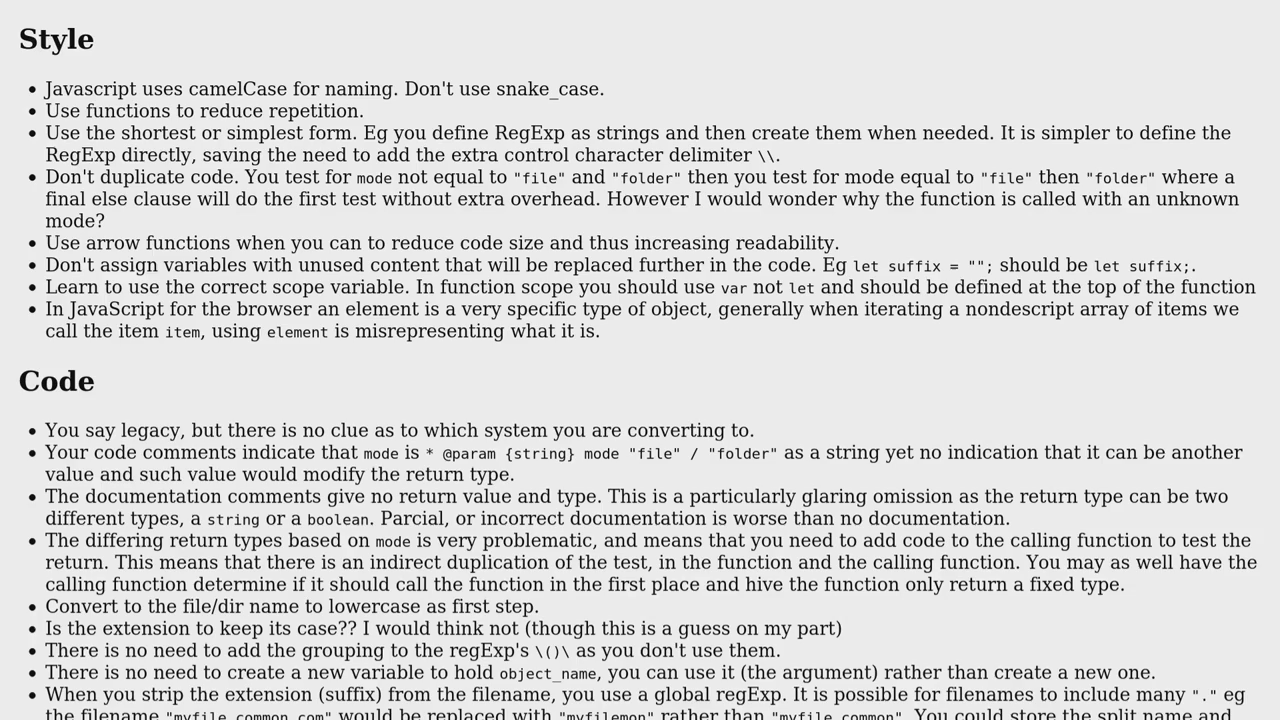 Style
• Javascript uses camelCase for naming. Don't use snake_case.
• Use functions to reduce repetition.
• Use the shortest or simplest form. Eg you define RegExp as strings and then create them when needed. It is simpler to define the
RegExp directly, saving the need to add the extra control character delimiter \\.
• Don't duplicate code. You test for mode not equal to "file" and "folder" then you test for mode equal to "file" then "folder" where a
final else clause will do the first test without extra overhead. However I would wonder why the function is called with an unknown
mode?
• Use arrow functions when you can to reduce code size and thus increasing readability.
• Don't assign variables with unused content that will be replaced further in the code. Eg let suffix = ""; should be let suffix;.
• Learn to use the correct scope variable. In function scope you should use var not let and should be defined at the top of the function
• In JavaScript for the browser an element is a very specific type of object, generally when iterating a nondescript array of items we
call the item item, using element is misrepresenting what it is.
Code
• You say legacy, but there is no clue as to which system you are converting to.
• Your code comments indicate that mode is * @param {string} mode "file" / "folder" as a string yet no indication that it can be another
value and such value would modify the return type.
• The documentation comments give no return value and type. This is a particularly glaring omission as the return type can be two
different types, a string or a boolean. Parcial, or incorrect documentation is worse than no documentation.
• The differing return types based on mode is very problematic, and means that you need to add code to the calling function to test the
return. This means that there is an indirect duplication of the test, in the function and the calling function. You may as well have the
calling function determine if it should call the function in the first place and hive the function only return a fixed type.
• Convert to the file/dir name to lowercase as first step.
• Is the extension to keep its case?? I would think not (though this is a guess on my part)
• There is no need to add the grouping to the regExp's \()\ as you don't use them.
• There is no need to create a new variable to hold object_name, you can use it (the argument) rather than create a new one.
• When you strip the extension (suffix) from the filename, you use a global regExp. It is possible for filenames to include many "." eg
the filename "myfile.common.com" would be replaced with "myfilemon" rather than "myfile.common". You could store the split name and